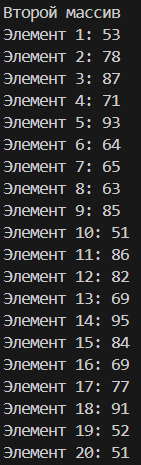 Второй массив
Элемент 1: 53
Элемент 2: 78
Элемент 3: 87
Элемент 4: 71
Элемент 5: 93
Элемент 6: 64
Элемент 7: 65
Элемент 8: 63
Элемент 9: 85
Элемент 10: 51
Элемент 11: 86
Элемент 12: 82
Элемент 13: 69
Элемент 14: 95
Элемент 15: 84
Элемент 16: 69
Элемент 17: 77
Элемент 18: 91
Элемент 19: 52
Элемент 20: 51